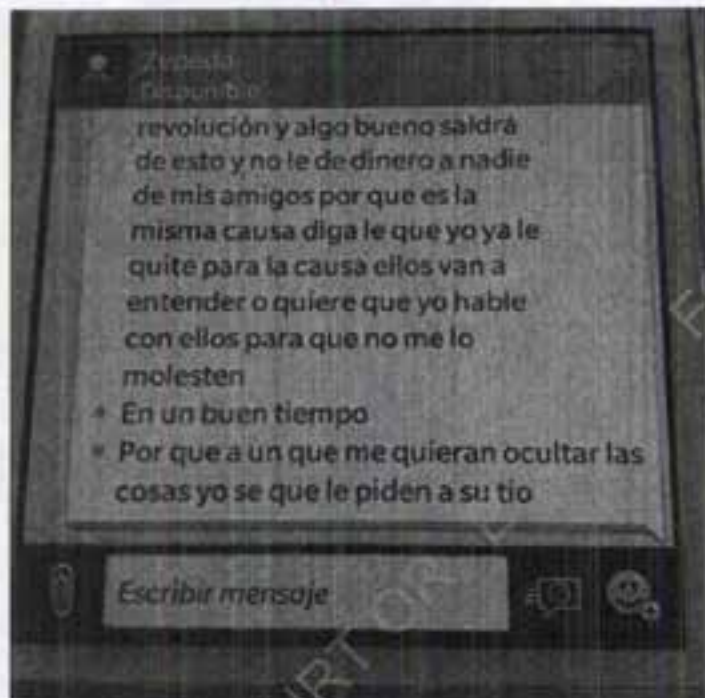 Zepeda
Disponible
revolución y algo bueno saldrá
de esto y no le de dinero a nadie
de mis amigos por que es la
misma causa diga le que yo ya le
quite para la causa ellos van a
entender o quiere que yo hable
con ellos para que no me lo
molesten
* En un buen tiempo
* Por que a un que me quieran ocultar las
cosas yo se que le piden a su tio
Escribir mensaje